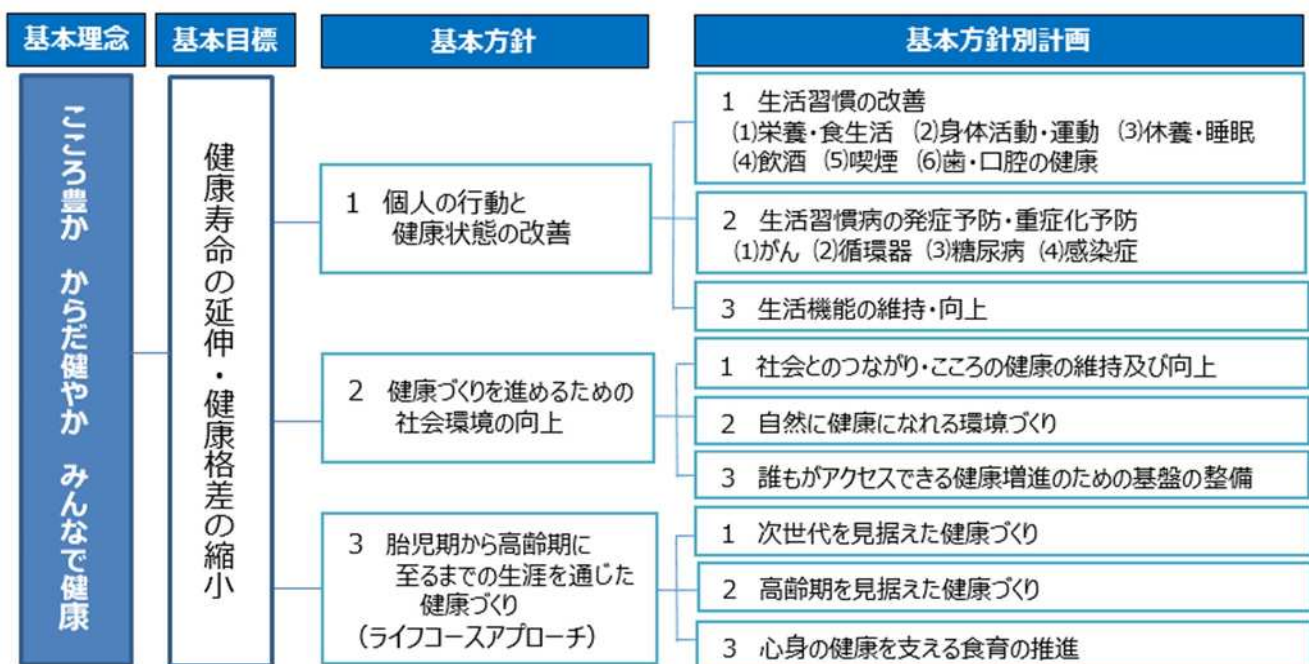 基本理念
基本目標
基本方針
基本方針別計画
こころ豊か からだ健やか みんなで健康
健康寿命の延伸・健康格差の縮小
1 個人の行動と
健康状態の改善
1 生活習慣の改善
⑴栄養・食生活 ⑵身体活動・運動 ⑶休養・睡眠
⑷飲酒 ⑸喫煙 ⑹歯・口腔の健康
2 生活習慣病の発症予防・重症化予防
⑴がん ⑵循環器 ⑶糖尿病 ⑷感染症
3 生活機能の維持・向上
2 健康づくりを進めるための
社会環境の向上
1 社会とのつながり・こころの健康の維持及び向上
2 自然に健康になれる環境づくり
3 誰もがアクセスできる健康増進のための基盤の整備
3 胎児期から高齢期に
至るまでの生涯を通じた
健康づくり
（ライフコースアプローチ）
1 次世代を見据えた健康づくり
2 高齢期を見据えた健康づくり
3 心身の健康を支える食育の推進